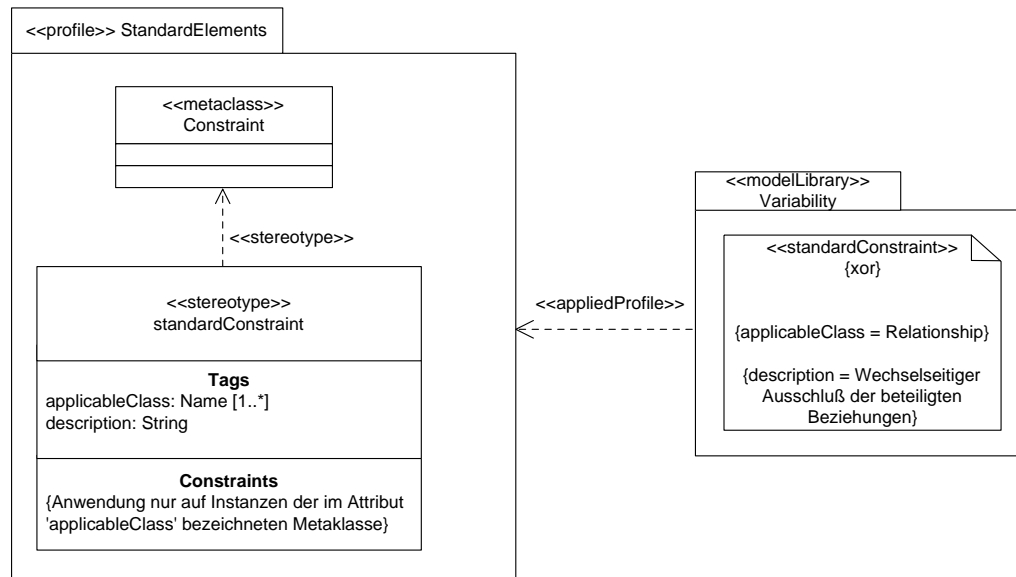 <<profile>> StandardElements
<<metaclass>>
Constraint
<<stereotype>>
<<stereotype>>
standardConstraint
Tags
applicableClass: Name [1..*]
description: String
Constraints
{Anwendung nur auf Instanzen der im Attribut
'applicableClass' bezeichneten Metaklasse}
<<appliedProfile>>
<<modelLibrary>>
Variability
<<standardConstraint>>
{xor}
{applicableClass = Relationship}
{description = Wechselseitiger
Ausschluß der beteiligten
Beziehungen}